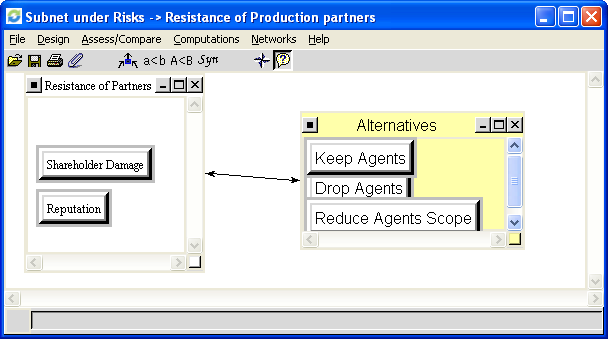 Subnet under Risks -> Resistance of Production partners
File Design Assess/Compare Computations Networks Help
a<b A<B Syn
Resistance of Partners
Shareholder Damage
Reputation
Alternatives
Keep Agents
Drop Agents
Reduce Agents Scope